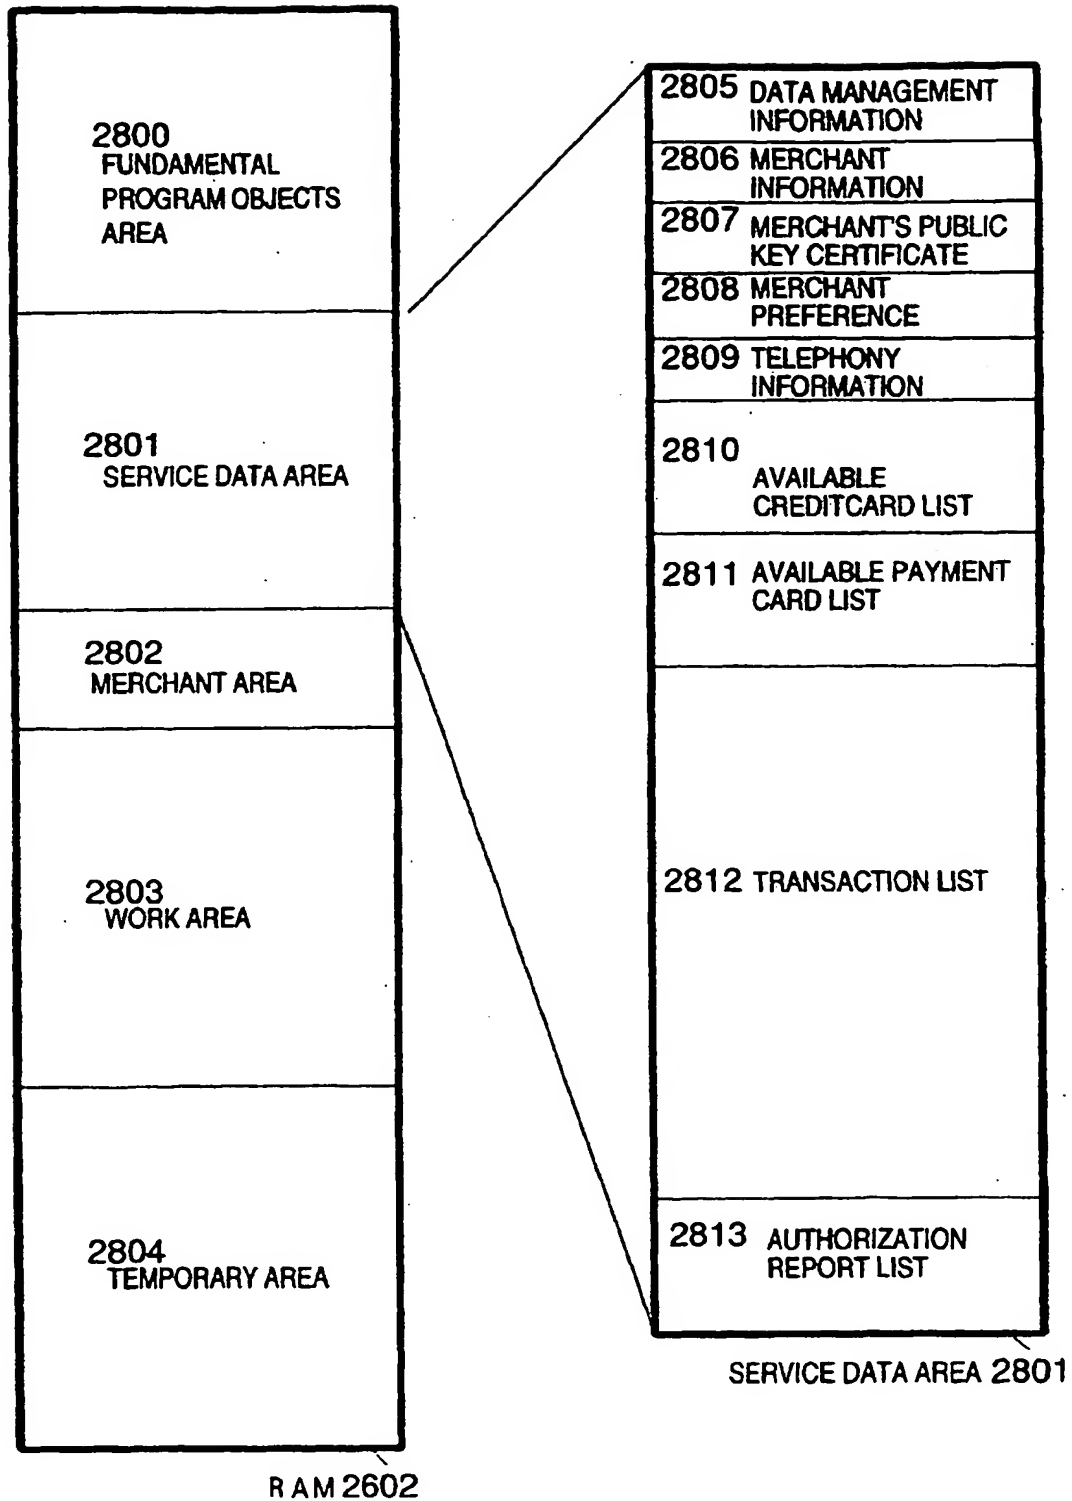 2800
FUNDAMENTAL
PROGRAM OBJECTS
AREA
2801
SERVICE DATA AREA
2802
MERCHANT AREA
2803
WORK AREA
2804
TEMPORARY AREA
RAM 2602
2805 DATA MANAGEMENT
INFORMATION
2806 MERCHANT
INFORMATION
2807 MERCHANT'S PUBLIC
KEY CERTIFICATE
2808 MERCHANT
PREFERENCE
2809 TELEPHONY
INFORMATION
2810
AVAILABLE
CREDITCARD LIST
2811 AVAILABLE PAYMENT
CARD LIST
2812 TRANSACTION LIST
2813 AUTHORIZATION
REPORT LIST
SERVICE DATA AREA 2801